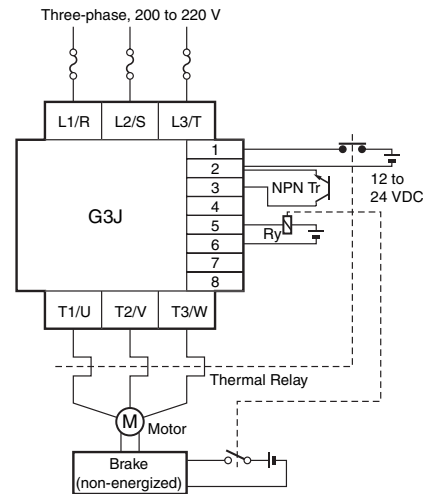 Three-phase, 200 to 220 V
L1/R L2/S L3/T
1
2
3
4
5
6
7
8
G3J
NPN Tr
12 to
24 VDC
Ry
T1/U T2/V T3/W
Thermal Relay
M
Motor
Brake
(non-energized)